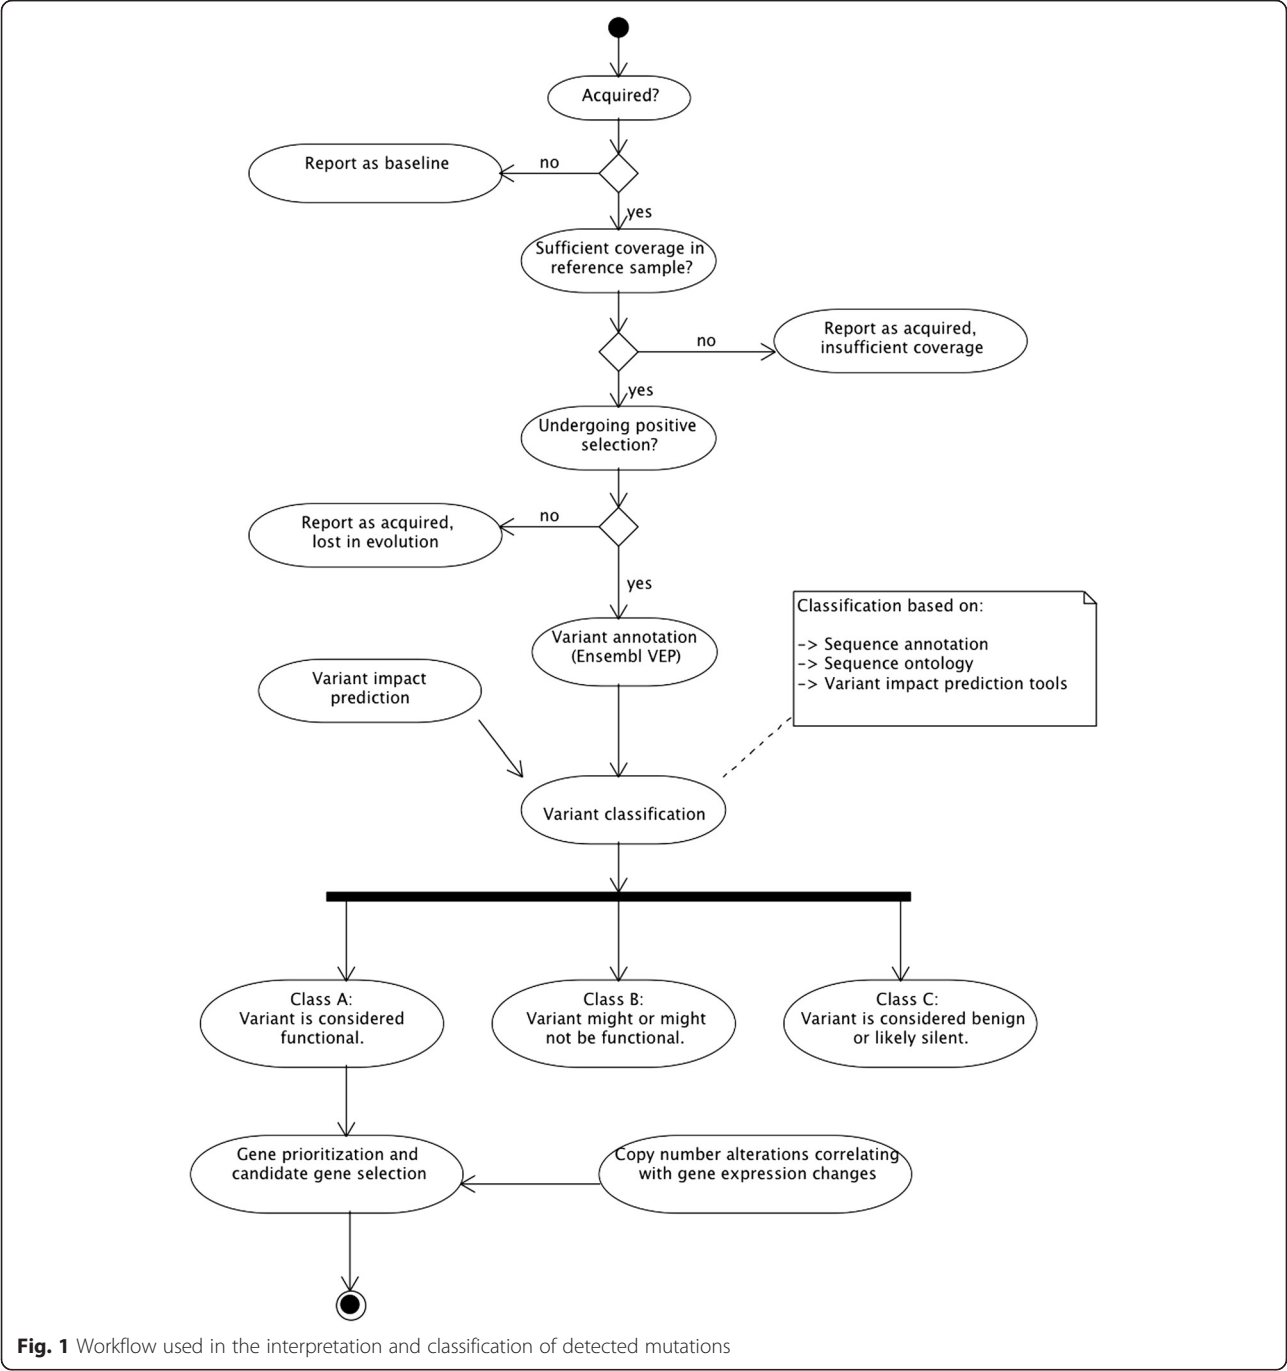 Acquired?
no
Report as baseline
yes
Sufficient coverage in
reference sample?
no
Report as acquired,
insufficient coverage
yes
Undergoing positive
selection?
no
Report as acquired,
lost in evolution
yes
Variant annotation
(Ensembl VEP)
Classification based on:
-> Sequence annotation
-> Sequence ontology
-> Variant impact prediction tools
Variant impact
prediction
Variant classification
Class A:
Variant is considered
functional.
Class B:
Variant might or might
not be functional.
Class C:
Variant is considered benign
or likely silent.
Gene prioritization and
candidate gene selection
Copy number alterations correlating
with gene expression changes
Fig. 1 Workflow used in the interpretation and classification of detected mutations